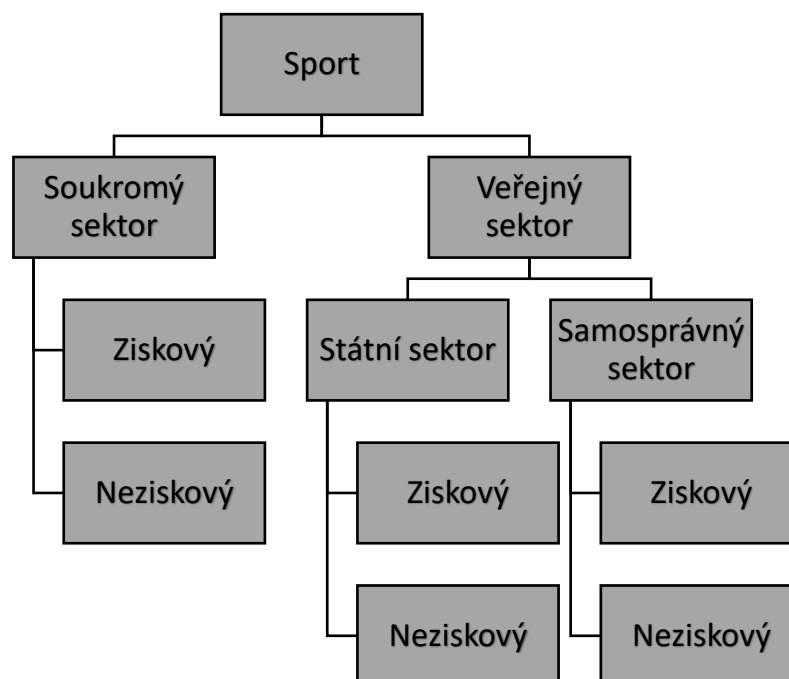 Sport
Soukromý
sektor
Veřejný
sektor
Ziskový
Neziskový
Státní sektor
Samosprávný
sektor
Ziskový
Neziskový
Ziskový
Neziskový